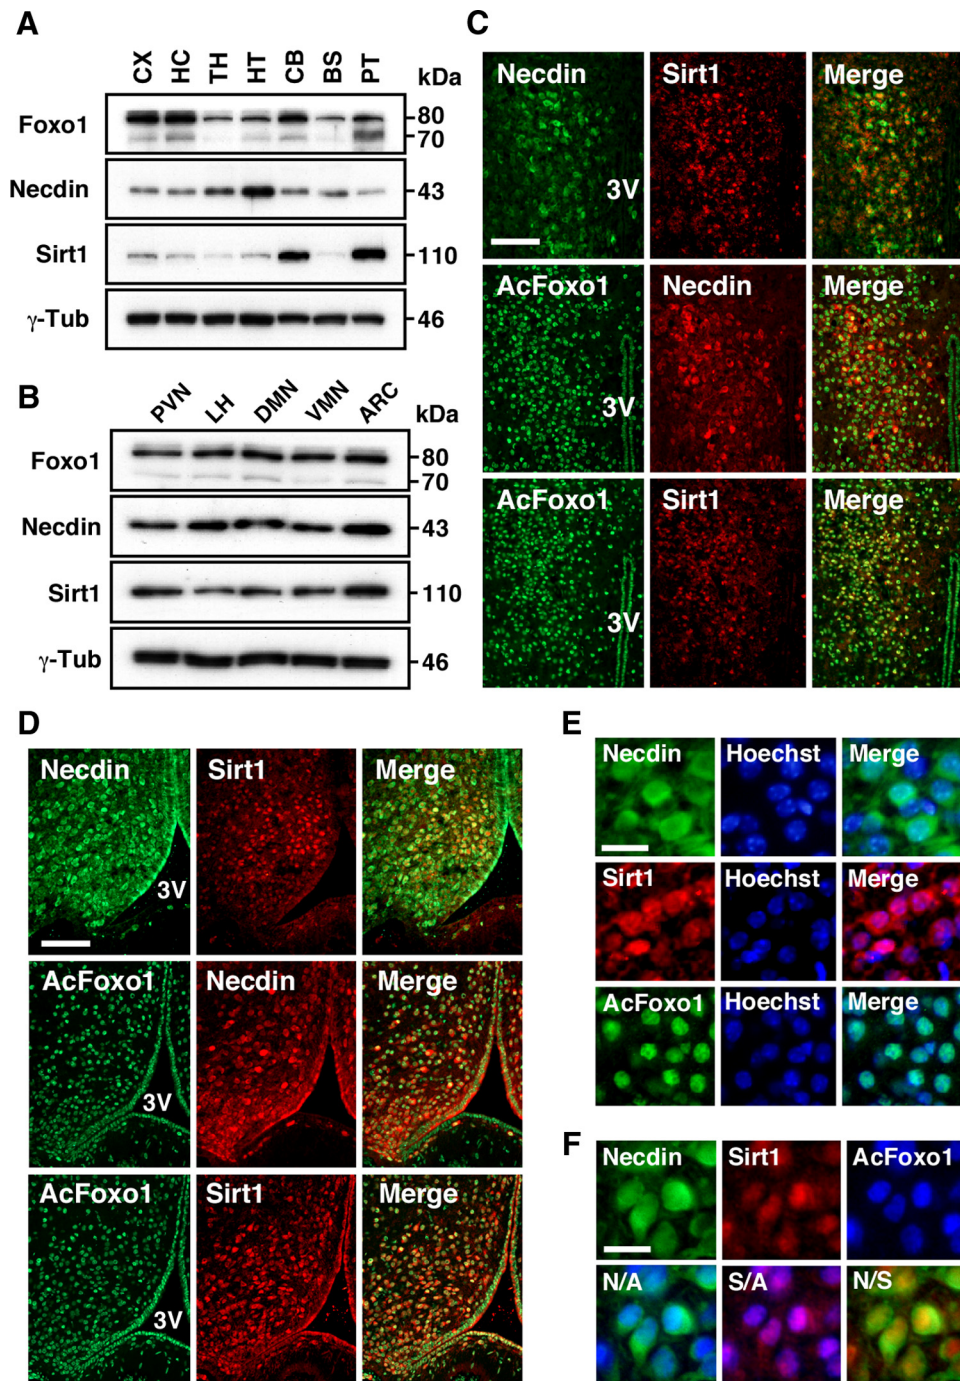 A
CX HC TH HT CB BS PT
kDa
Foxo1
80
70
Necdin
43
Sirt1
110
γ-Tub
46
B
PVN LH DMN VMN ARC
kDa
Foxo1
80
70
Necdin
43
Sirt1
110
γ-Tub
46
C
Necdin Sirt1 Merge
3V
AcFoxo1 Necdin Merge
3V
AcFoxo1 Sirt1 Merge
3V
D
Necdin Sirt1 Merge
3V
AcFoxo1 Necdin Merge
3V
AcFoxo1 Sirt1 Merge
3V
E
Necdin Hoechst Merge
Sirt1 Hoechst Merge
AcFoxo1 Hoechst Merge
F
Necdin Sirt1 AcFoxo1
N/A S/A N/S